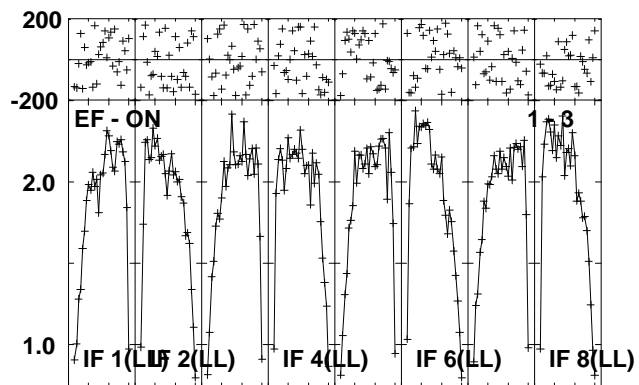 200
-200
EF - ON 1 - 3
2.0
1.0
IF 1(LL) IF 2(LL) IF 4(LL) IF 6(LL) IF 8(LL)